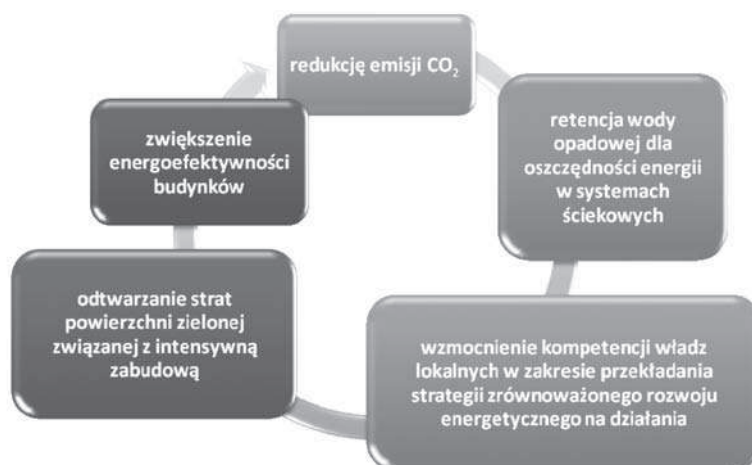 redukcję emisji CO₂
retencja wody
opadowej dla
oszczędności energii
w systemach
ściekowych
wzmocnienie kompetencji władz
lokalnych w zakresie przekładania
strategii zrównoważonego rozwoju
energetycznego na działania
odtwarzanie strat
powierzchni zielonej
związanej z intensywną
zabudową
zwiększenie
energoefektywności
budynków